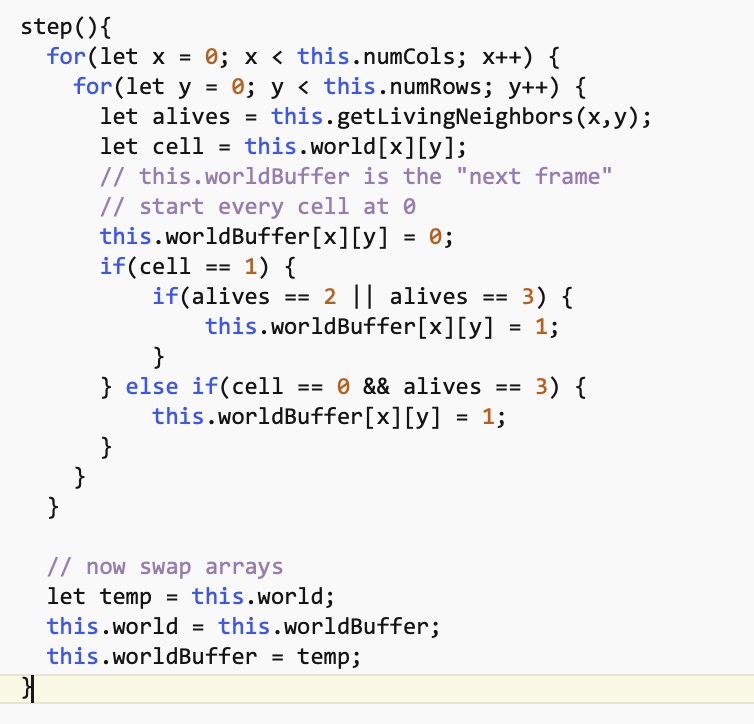 step(){
  for(let x = 0; x < this.numCols; x++) {
    for(let y = 0; y < this.numRows; y++) {
      let alives = this.getLivingNeighbors(x,y);
      let cell = this.world[x][y];
      // this.worldBuffer is the "next frame"
      // start every cell at 0
      this.worldBuffer[x][y] = 0;
      if(cell == 1) {
          if(alives == 2 || alives == 3) {
              this.worldBuffer[x][y] = 1;
          }
      } else if(cell == 0 && alives == 3) {
          this.worldBuffer[x][y] = 1;
      }
    }
  }

  // now swap arrays
  let temp = this.world;
  this.world = this.worldBuffer;
  this.worldBuffer = temp;
}